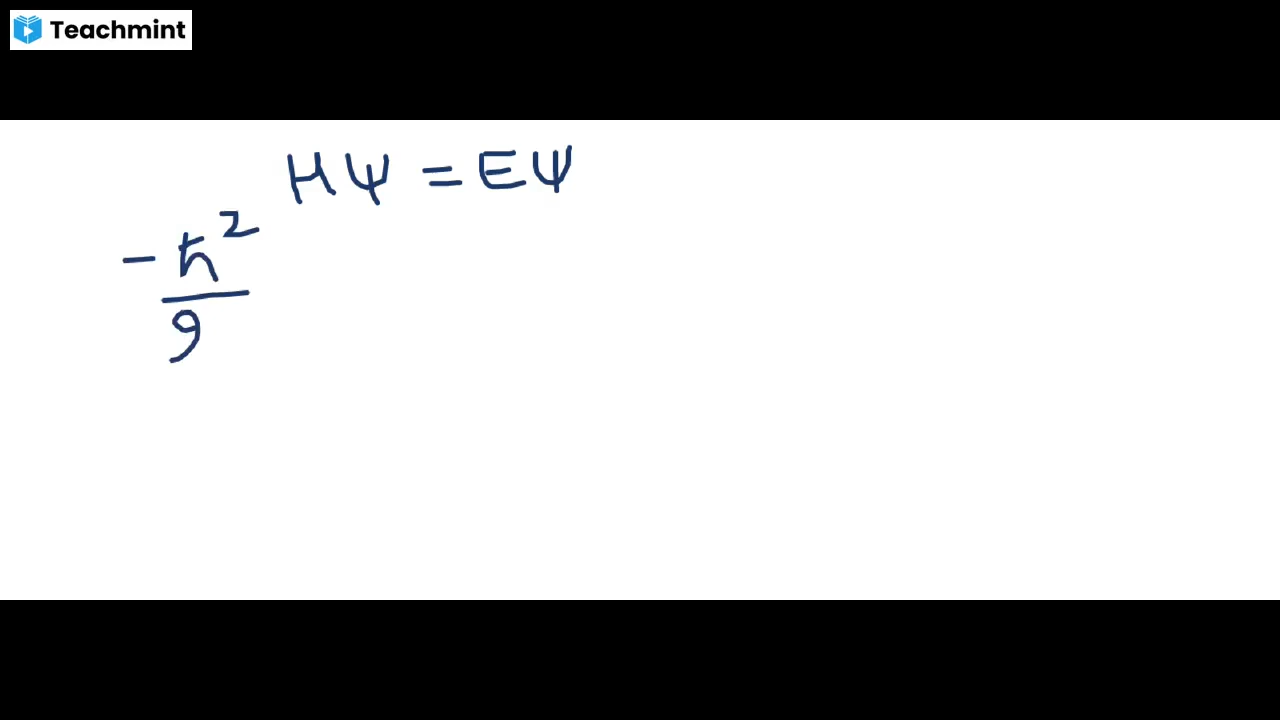 Teachmint
Hψ = Eψ
-ℏ²
9